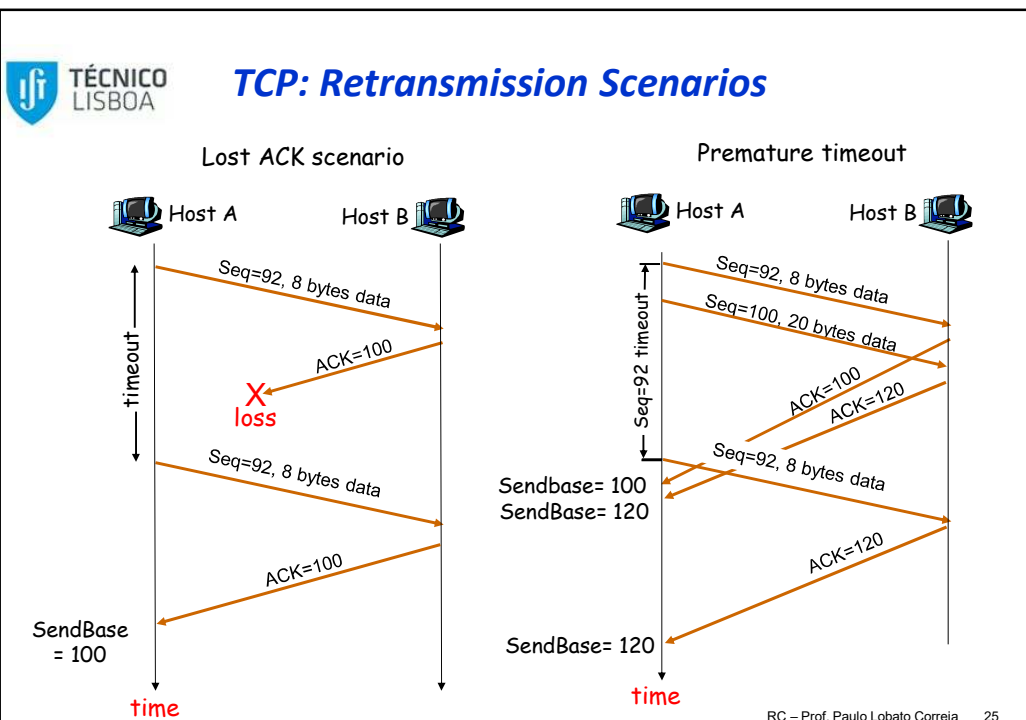 TÉCNICO
LISBOA
TCP: Retransmission Scenarios
Lost ACK scenario
Host A
Host B
timeout
Seq=92, 8 bytes data
ACK=100
X
loss
Seq=92, 8 bytes data
ACK=100
SendBase
= 100
time
Premature timeout
Host A
Host B
Seq=92 timeout
Seq=92, 8 bytes data
Seq=100, 20 bytes data
ACK=100
ACK=120
Seq=92, 8 bytes data
Sendbase= 100
SendBase= 120
ACK=120
SendBase= 120
time
RC – Prof. Paulo Lobato Correia 25